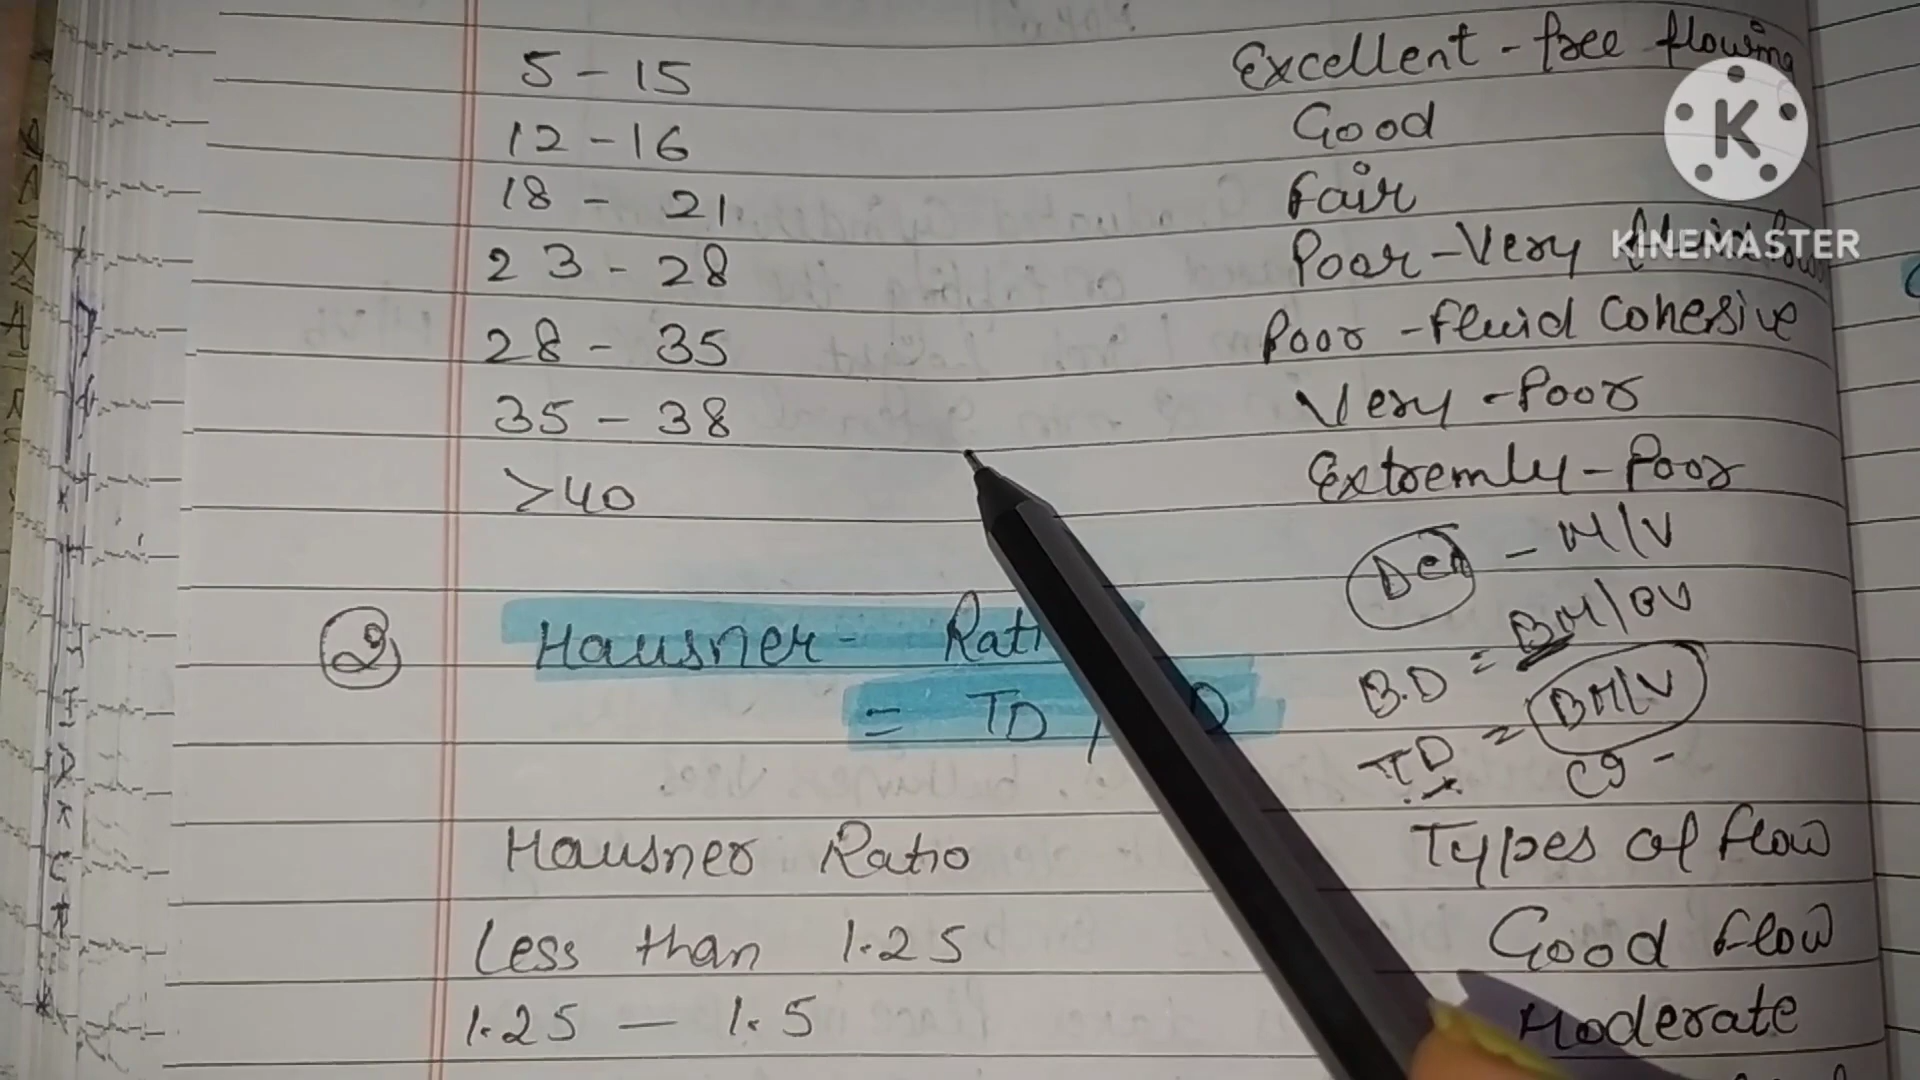 5 - 15 Excellent - free flowing
12 - 16 Good
18 - 21 Fair
23 - 28 Poor - Very
KINEMASTER
28 - 35 Poor - fluid Cohesive
35 - 38 Very - Poor
>40 Extremly - Poor
Den - M/V
2 Hausner - Rati
B.D = BM/BV
= TD / D
TD = BM/V
Hausner Ratio Types of flow
Less than 1.25 Good flow
1.25 - 1.5 Moderate